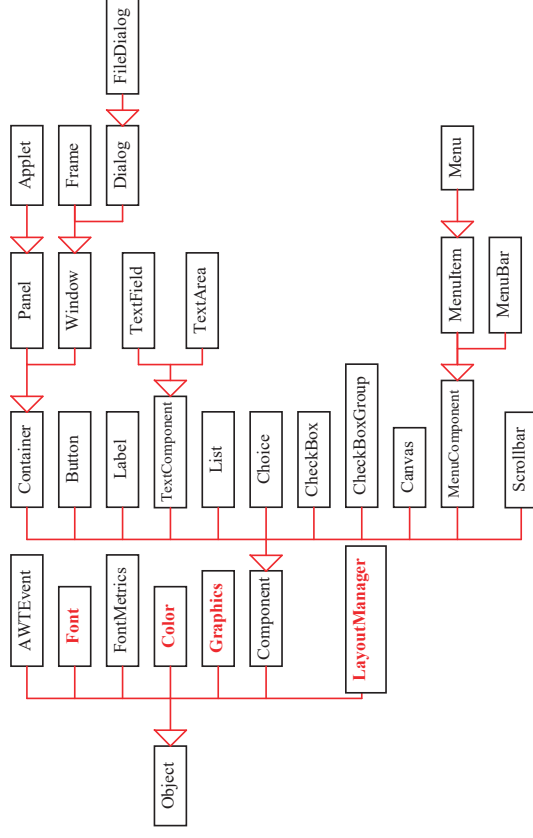 Object
AWTEvent
Font
FontMetrics
Color
Graphics
Component
LayoutManager
Container
Button
Label
TextComponent
List
Choice
CheckBox
CheckBoxGroup
Canvas
MenuComponent
Scrollbar
Panel
Window
TextField
TextArea
MenuItem
MenuBar
Applet
Frame
Dialog
Menu
FileDialog